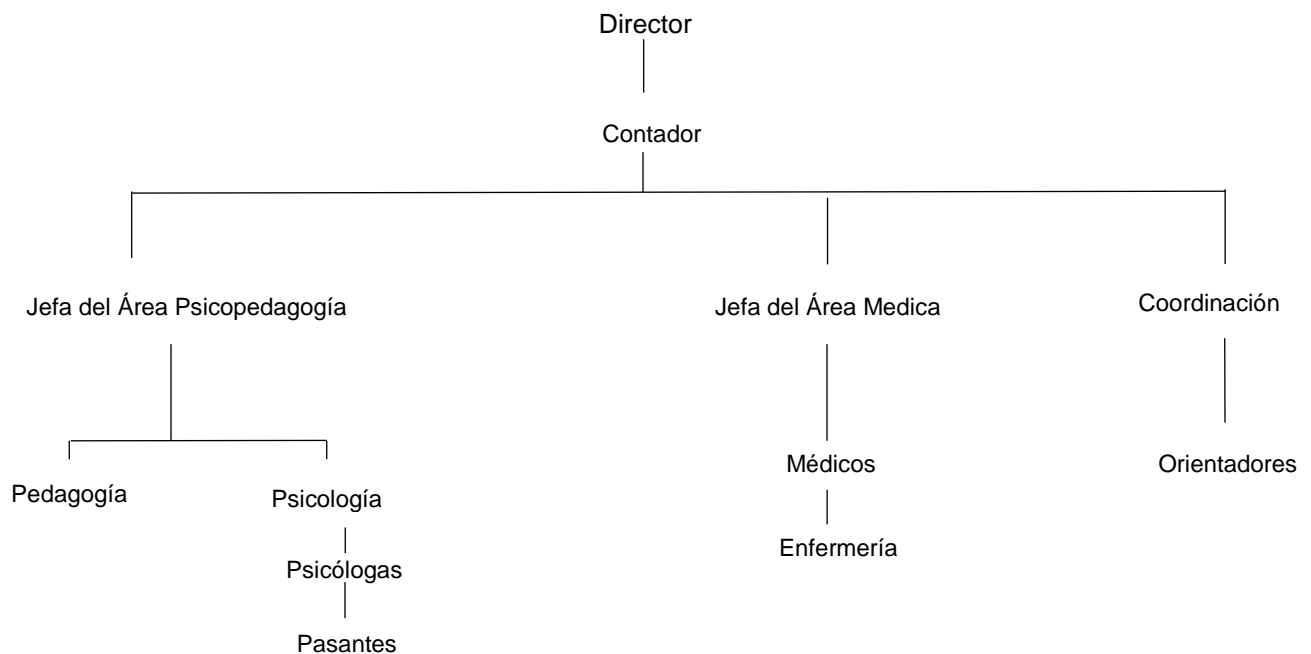 Director
Contador
Jefa del Área Psicopedagogía
Jefa del Área Medica
Coordinación
Pedagogía
Psicología
Médicos
Orientadores
Enfermería
Psicólogas
Pasantes